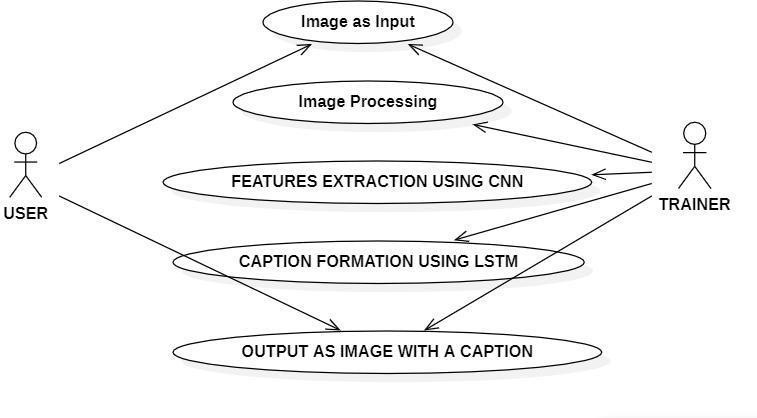 Image as Input
Image Processing
FEATURES EXTRACTION USING CNN
USER
TRAINER
CAPTION FORMATION USING LSTM
OUTPUT AS IMAGE WITH A CAPTION